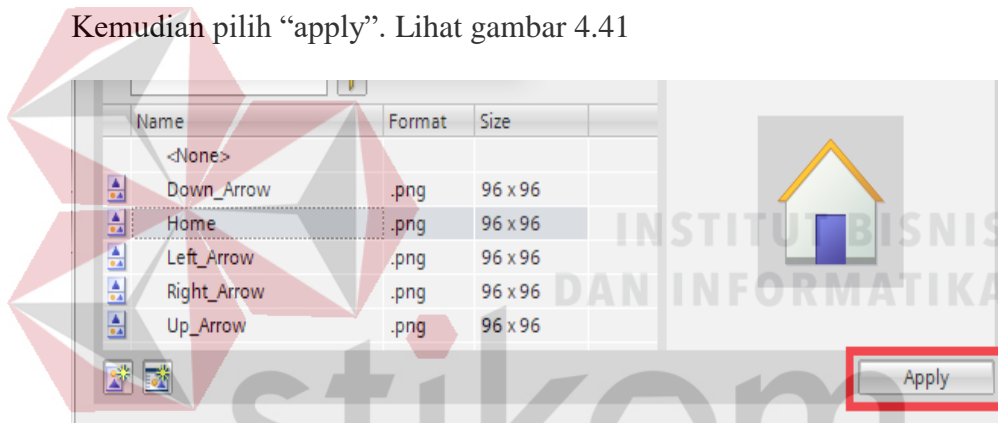 Kemudian pilih “apply”. Lihat gambar 4.41
Name Format Size
<None>
Down_Arrow .png 96 x 96
Home .png 96 x 96
Left_Arrow .png 96 x 96
Right_Arrow .png 96 x 96
Up_Arrow .png 96 x 96
INSTITUT BISNIS
DAN INFORMATIKA
stikom
Apply